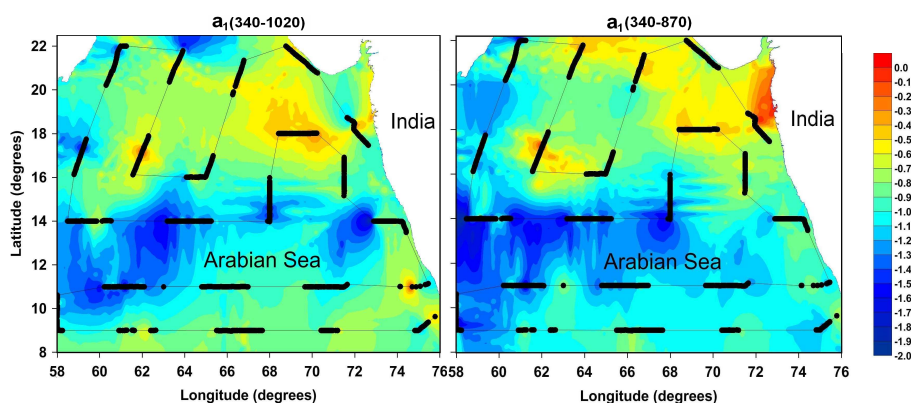 a1(340-1020)
a1(340-870)
22
20
18
16
14
12
10
8
Latitude (degrees)
India
India
Arabian Sea
Arabian Sea
58 60 62 64 66 68 70 72 74 76
58 60 62 64 66 68 70 72 74 76
Longitude (degrees)
Longitude (degrees)
0.0
-0.1
-0.2
-0.3
-0.4
-0.5
-0.6
-0.7
-0.8
-0.9
-1.0
-1.1
-1.2
-1.3
-1.4
-1.5
-1.6
-1.7
-1.8
-1.9
-2.0